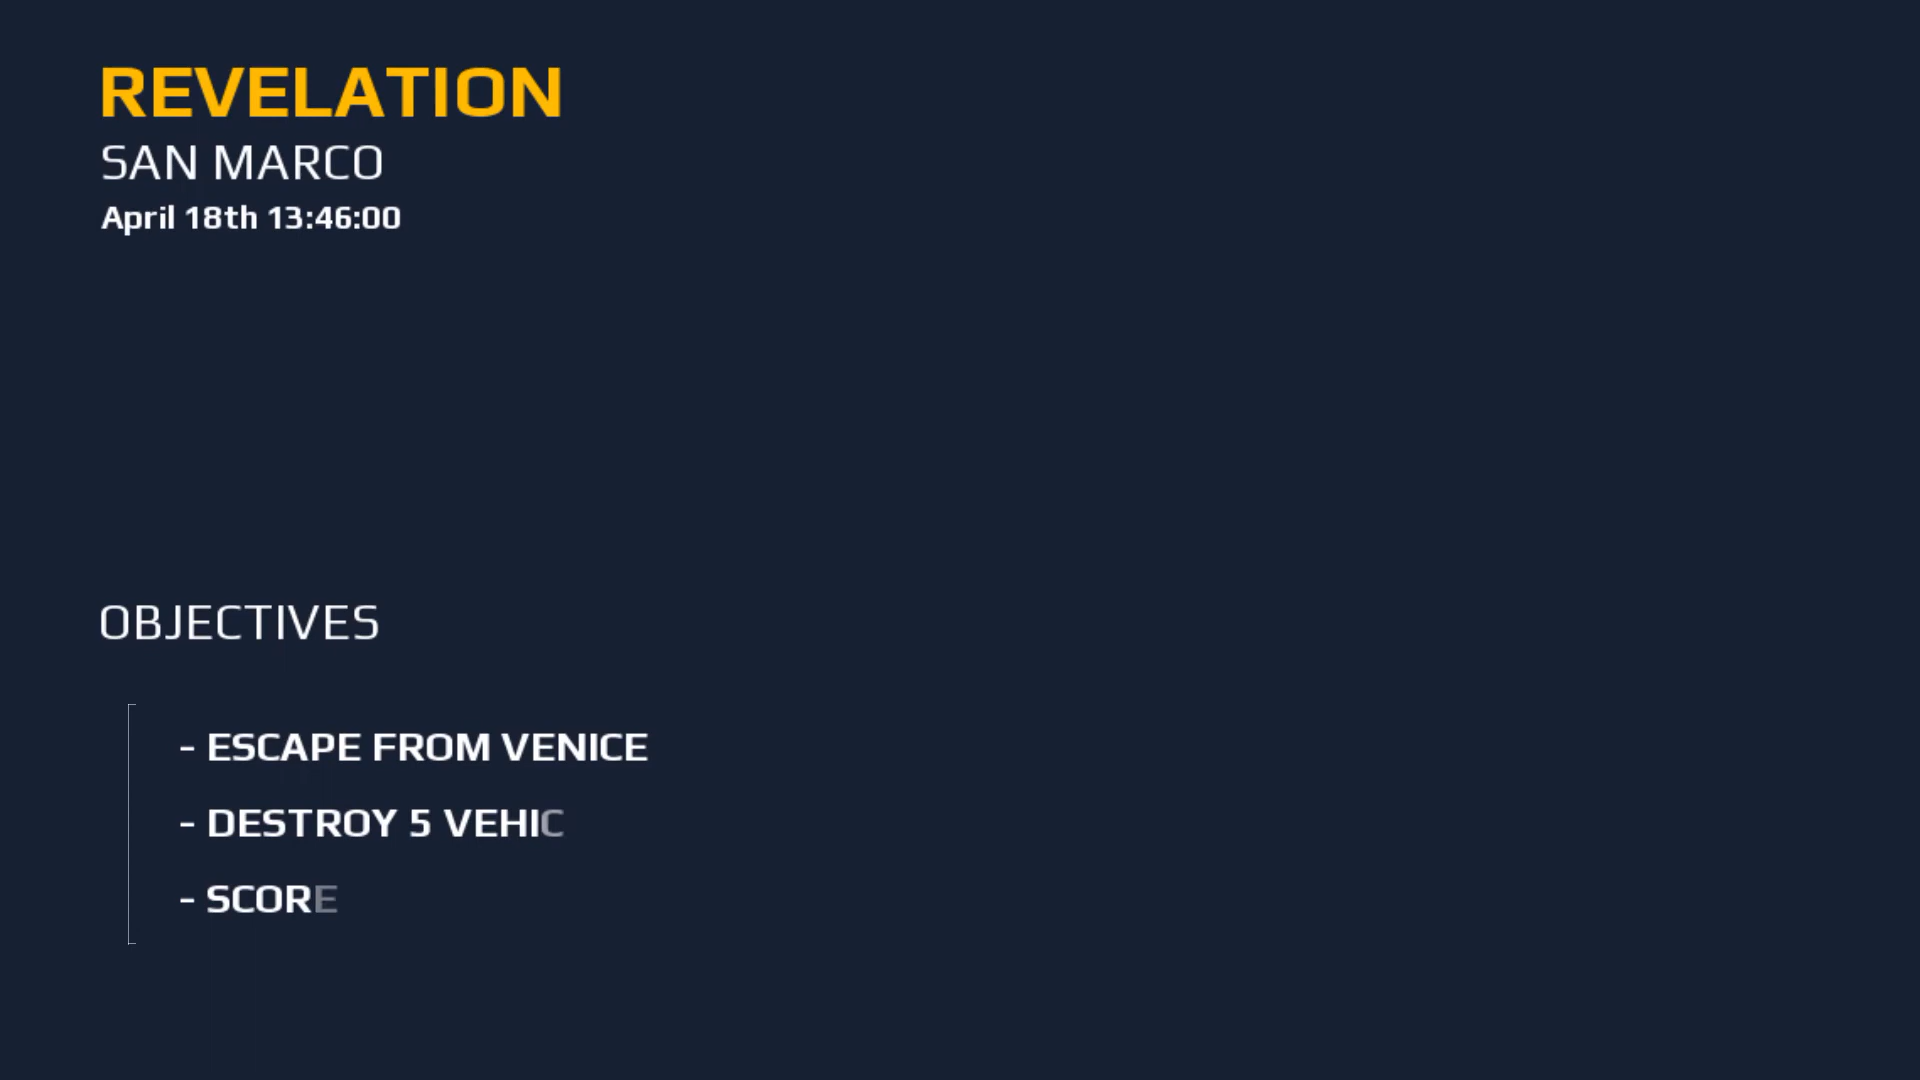 REVELATION
SAN MARCO
April 18th 13:46:00
OBJECTIVES
- ESCAPE FROM VENICE
- DESTROY 5 VEHIC
- SCORE